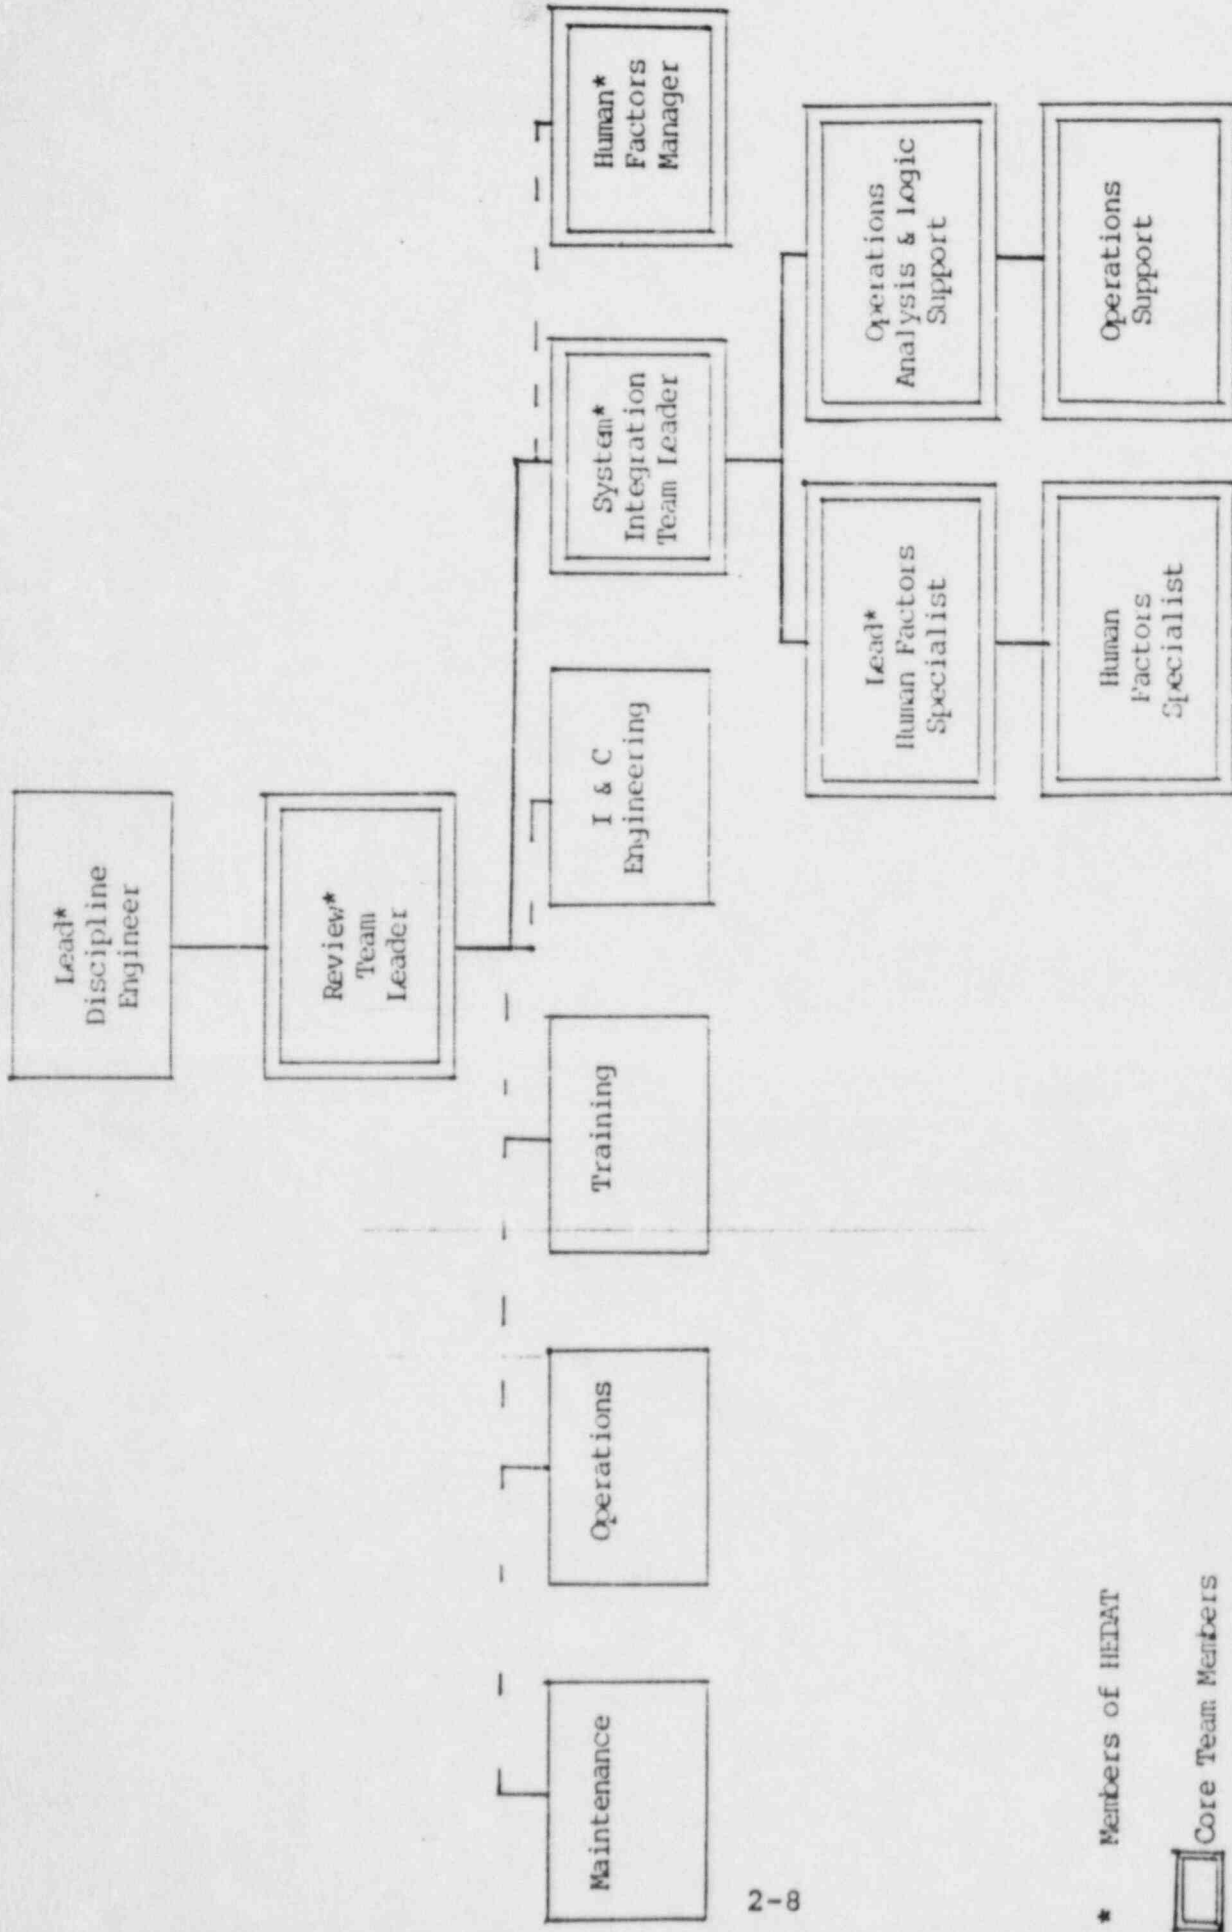 Lead*
Discipline
Engineer
Review*
Team
Leader
Maintenance
Operations
Training
I & C
Engineering
System*
Integration
Team Leader
Human*
Factors
Manager
Lead*
Human Factors
Specialist
Operations
Analysis & Logic
Support
Human
Factors
Specialist
Operations
Support
* Members of HEDAT
Core Team Members
2-8